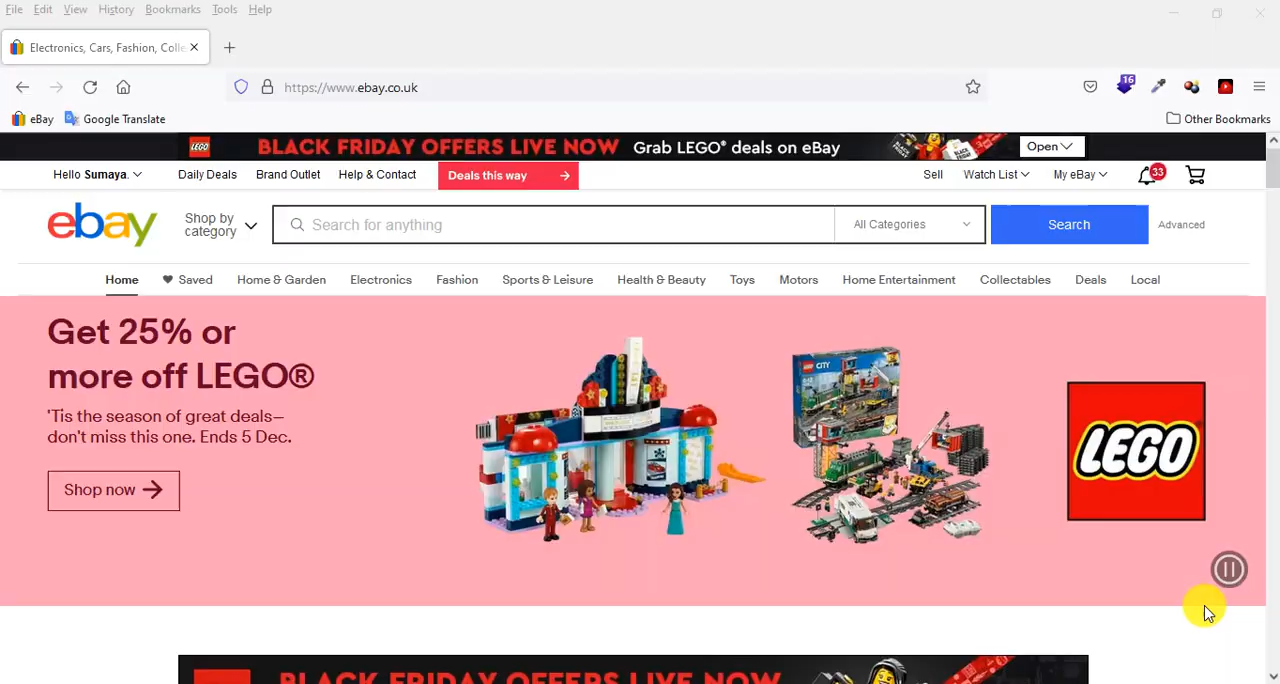 File Edit View History Bookmarks Tools Help
Electronics, Cars, Fashion, Colle
https://www.ebay.co.uk
16
eBay Google Translate Other Bookmarks
LEGO BLACK FRIDAY OFFERS LIVE NOW Grab LEGO® deals on eBay Open
Hello Sumaya. Daily Deals Brand Outlet Help & Contact Deals this way Sell Watch List My eBay 33
ebay Shop by category Search for anything All Categories Search Advanced
Home Saved Home & Garden Electronics Fashion Sports & Leisure Health & Beauty Toys Motors Home Entertainment Collectables Deals Local
Get 25% or
more off LEGO®
'Tis the season of great deals—
don't miss this one. Ends 5 Dec.
Shop now
CITY
LEGO
BLACK FRIDAY OFFERS LIVE NOW